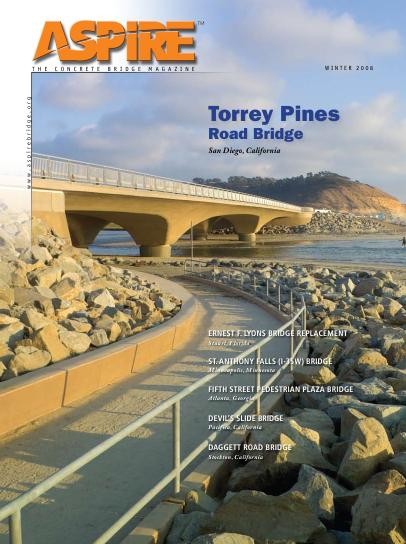 ASPIRE™
THE CONCRETE BRIDGE MAGAZINE
WINTER 2008
www.aspirebridge.org
Torrey Pines
Road Bridge
San Diego, California
ERNEST F. LYONS BRIDGE REPLACEMENT
Stuart, Florida
ST. ANTHONY FALLS (I-35W) BRIDGE
Minneapolis, Minnesota
FIFTH STREET PEDESTRIAN PLAZA BRIDGE
Atlanta, Georgia
DEVIL'S SLIDE BRIDGE
Pacifica, California
DAGGETT ROAD BRIDGE
Stockton, California